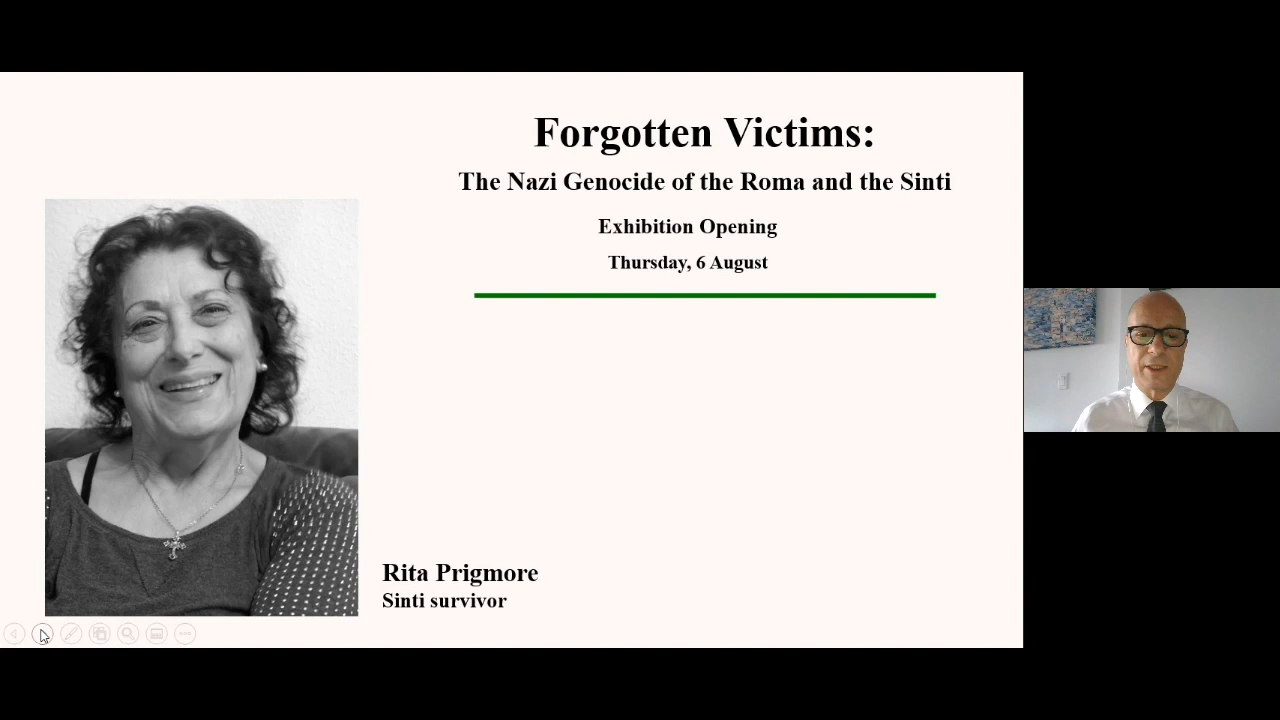 Forgotten Victims:
The Nazi Genocide of the Roma and the Sinti
Exhibition Opening
Thursday, 6 August
Rita Prigmore
Sinti survivor